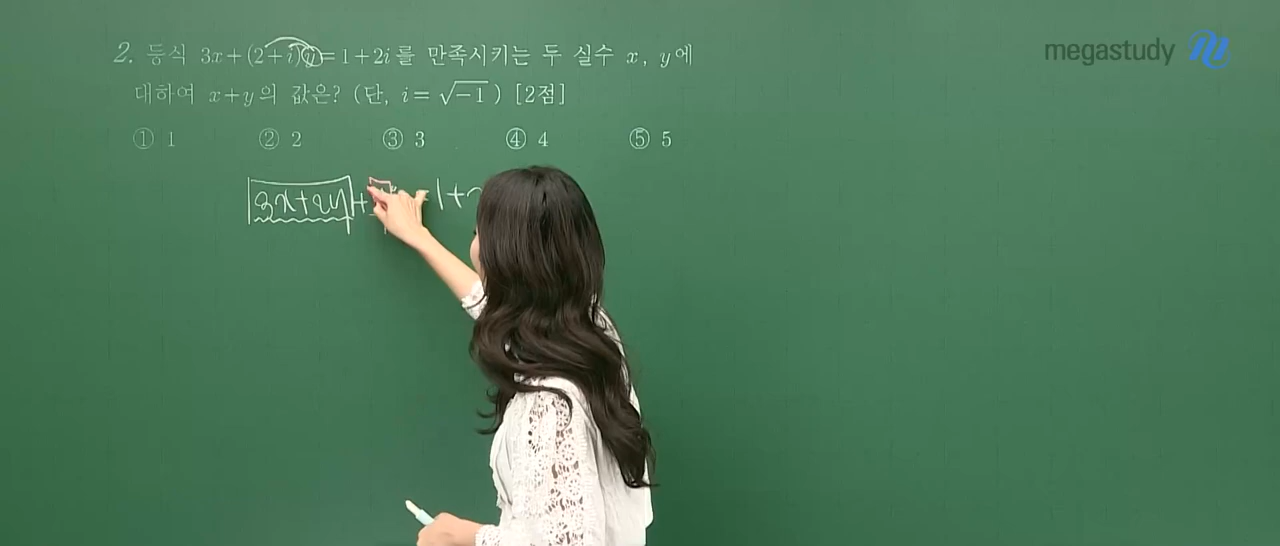 megastudy
2. 등식 3x+(2+i)y=1+2i를 만족시키는 두 실수 x, y에
대하여 x+y의 값은? (단, i=√-1) [2점]
① 1 ② 2 ③ 3 ④ 4 ⑤ 5
3x+2y+ 1+